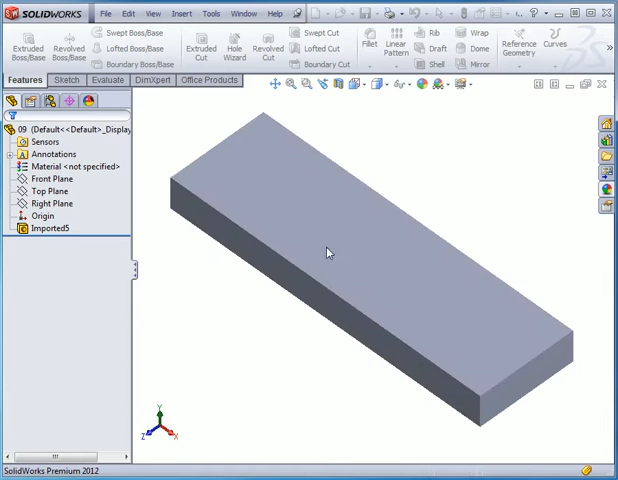 SOLIDWORKS File Edit View Insert Tools Window Help
Extruded Boss/Base
Revolved Boss/Base
Swept Boss/Base
Lofted Boss/Base
Boundary Boss/Base
Extruded Cut
Hole Wizard
Revolved Cut
Swept Cut
Lofted Cut
Boundary Cut
Fillet
Linear Pattern
Rib
Draft
Shell
Wrap
Dome
Mirror
Reference Geometry
Curves
Features Sketch Evaluate DimXpert Office Products
09 (Default<<Default>_Display
Sensors
Annotations
Material <not specified>
Front Plane
Top Plane
Right Plane
Origin
Imported5
Y
Z X
SolidWorks Premium 2012